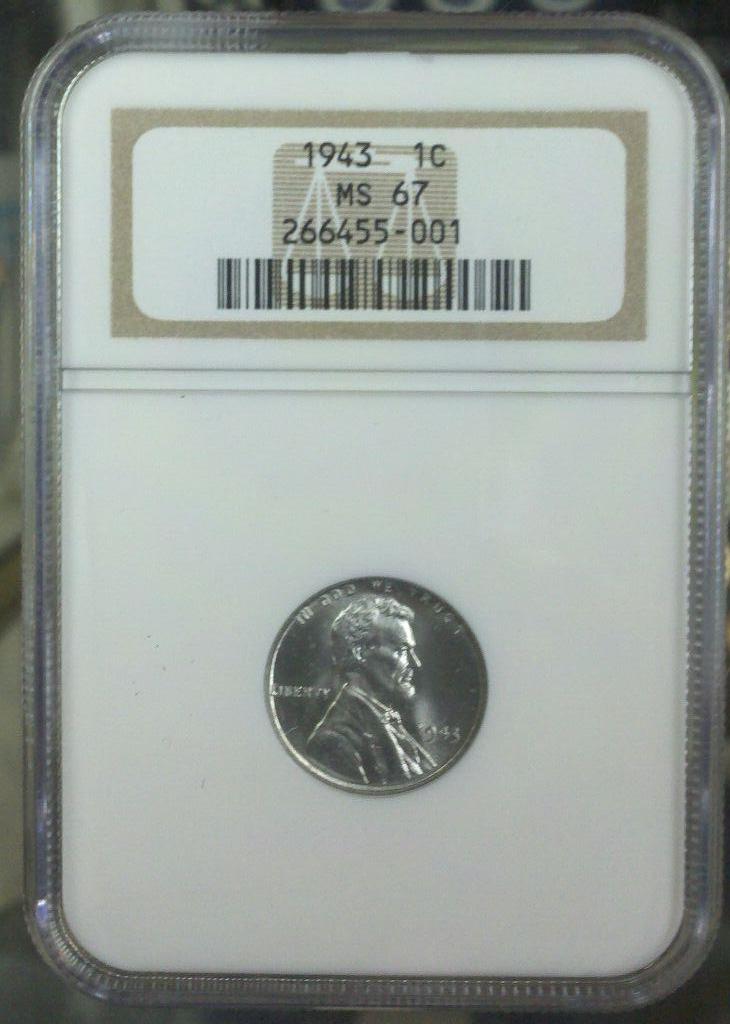 1943 1C
MS 67
266455-001
IN GOD WE TRUST
LIBERTY
1943